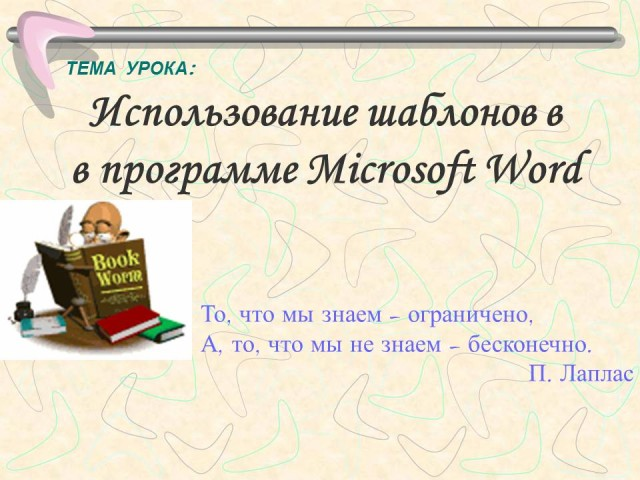 ТЕМА УРОКА:
Использование шаблонов в
в программе Microsoft Word
Book
Worm
То, что мы знаем – ограничено,
А, то, что мы не знаем – бесконечно.
П. Лаплас